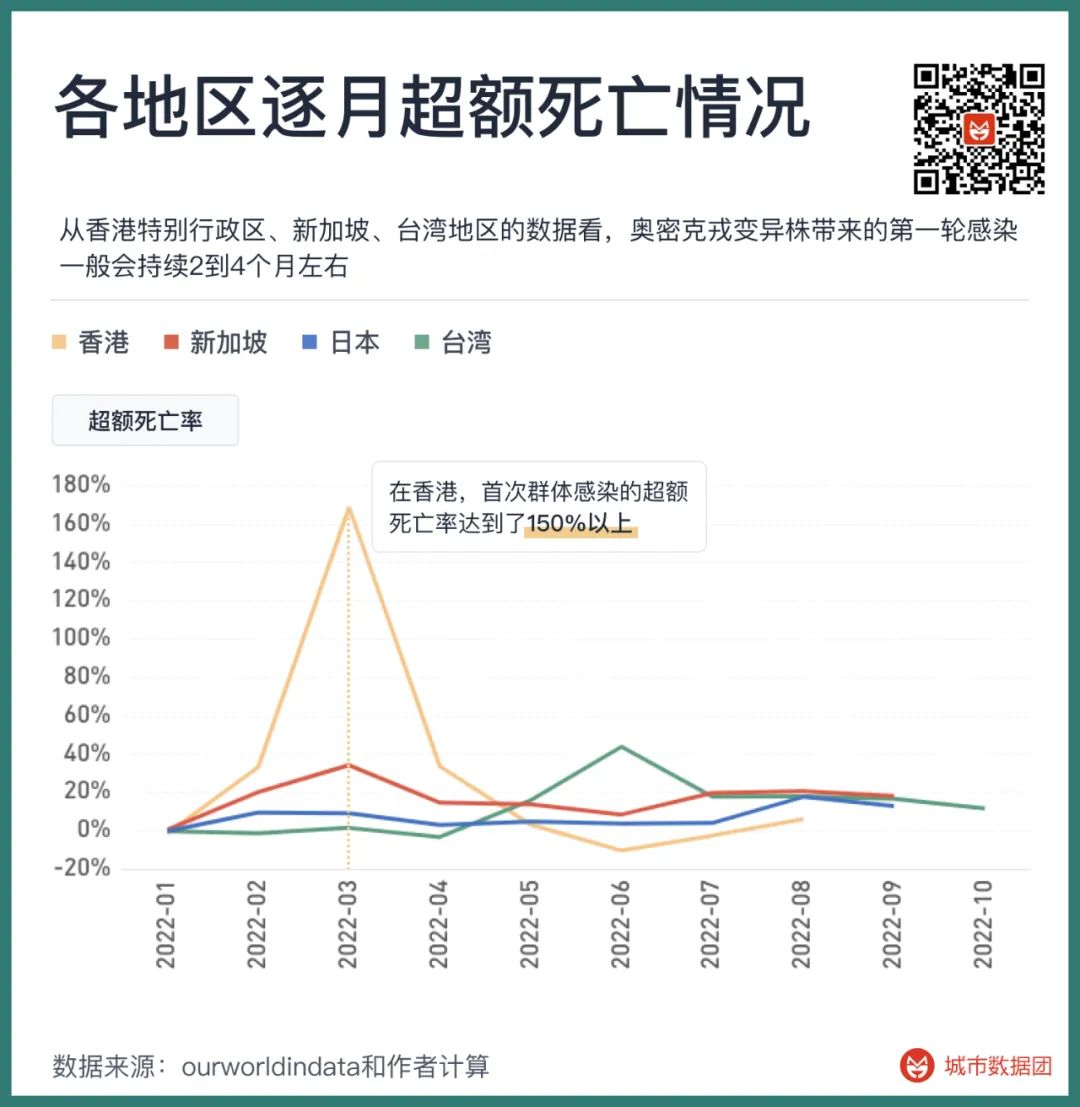 各地区逐月超额死亡情况
从香港特别行政区、新加坡、台湾地区的数据看，奥密克戎变异株带来的第一轮感染
一般会持续2到4个月左右
香港 新加坡 日本 台湾
超额死亡率
在香港，首次群体感染的超额
死亡率达到了150%以上
180%
160%
140%
120%
100%
80%
60%
40%
20%
0%
-20%
2022-01 2022-02 2022-03 2022-04 2022-05 2022-06 2022-07 2022-08 2022-09 2022-10
数据来源：ourworldindata和作者计算
城市数据团